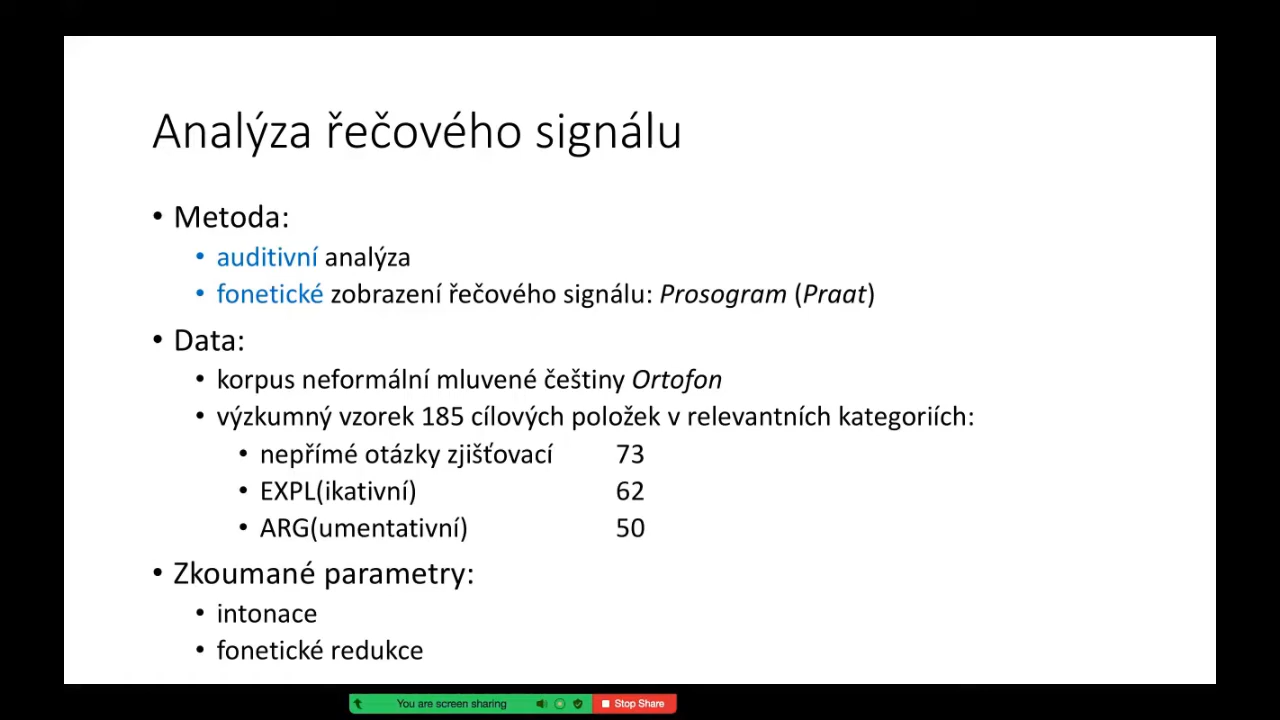 Analýza řečového signálu
• Metoda:
• auditivní analýza
• fonetické zobrazení řečového signálu: Prosogram (Praat)
• Data:
• korpus neformální mluvené češtiny Ortofon
• výzkumný vzorek 185 cílových položek v relevantních kategoriích:
• nepřímé otázky zjišťovací 73
• EXPL(ikativní) 62
• ARG(umentativní) 50
• Zkoumané parametry:
• intonace
• fonetické redukce
You are screen sharing Stop Share